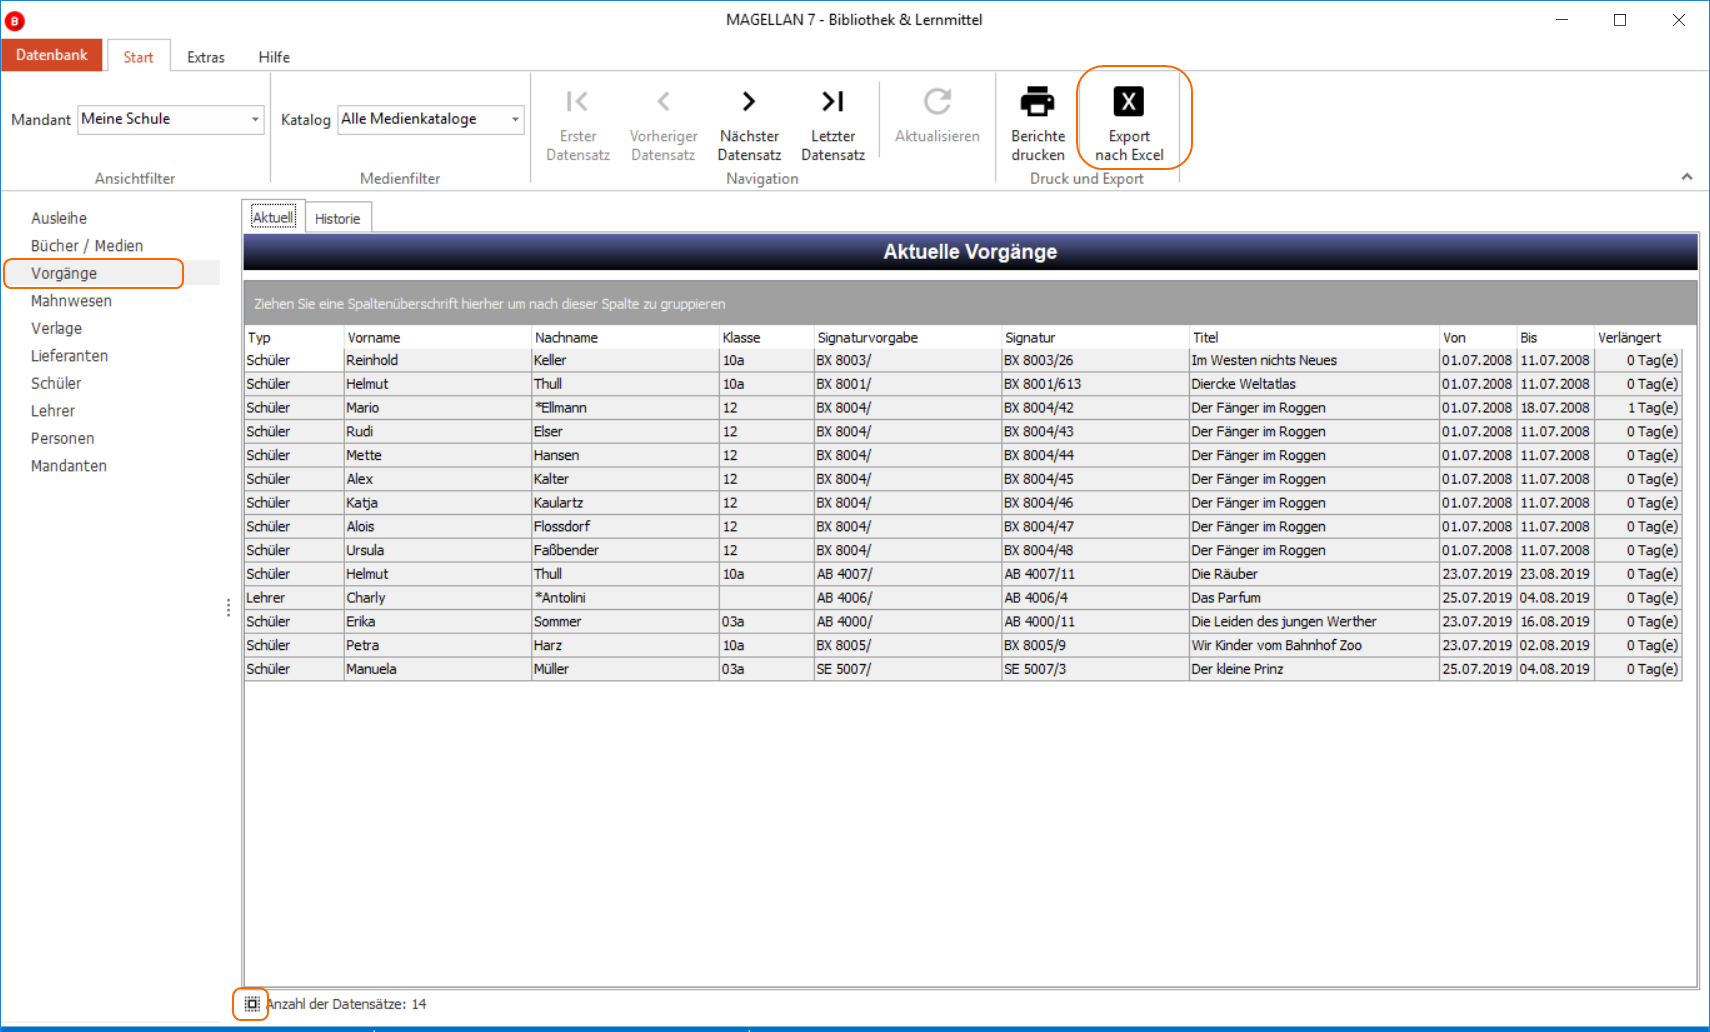 B
MAGELLAN 7 - Bibliothek & Lernmittel
Datenbank Start Extras Hilfe
Mandant Meine Schule
Ansichtfilter
Katalog Alle Medienkataloge
Medienfilter
Erster Datensatz
Vorheriger Datensatz
Nächster Datensatz
Letzter Datensatz
Navigation
Aktualisieren
Berichte drucken
X
Export nach Excel
Druck und Export
Ausleihe
Bücher / Medien
Vorgänge
Mahnwesen
Verlage
Lieferanten
Schüler
Lehrer
Personen
Mandanten
Aktuell Historie
Aktuelle Vorgänge
Ziehen Sie eine Spaltenüberschrift hierher um nach dieser Spalte zu gruppieren
Typ Vorname Nachname Klasse Signaturvorgabe Signatur Titel Von Bis Verlängert
Schüler Reinhold Keller 10a BX 8003/ BX 8003/26 Im Westen nichts Neues 01.07.2008 11.07.2008 0 Tag(e)
Schüler Helmut Thull 10a BX 8001/ BX 8001/613 Diercke Weltatlas 01.07.2008 11.07.2008 0 Tag(e)
Schüler Mario *Ellmann 12 BX 8004/ BX 8004/42 Der Fänger im Roggen 01.07.2008 18.07.2008 1 Tag(e)
Schüler Rudi Elser 12 BX 8004/ BX 8004/43 Der Fänger im Roggen 01.07.2008 11.07.2008 0 Tag(e)
Schüler Mette Hansen 12 BX 8004/ BX 8004/44 Der Fänger im Roggen 01.07.2008 11.07.2008 0 Tag(e)
Schüler Alex Kalter 12 BX 8004/ BX 8004/45 Der Fänger im Roggen 01.07.2008 11.07.2008 0 Tag(e)
Schüler Katja Kaulartz 12 BX 8004/ BX 8004/46 Der Fänger im Roggen 01.07.2008 11.07.2008 0 Tag(e)
Schüler Alois Flossdorf 12 BX 8004/ BX 8004/47 Der Fänger im Roggen 01.07.2008 11.07.2008 0 Tag(e)
Schüler Ursula Faßbender 12 BX 8004/ BX 8004/48 Der Fänger im Roggen 01.07.2008 11.07.2008 0 Tag(e)
Schüler Helmut Thull 10a AB 4007/ AB 4007/11 Die Räuber 23.07.2019 23.08.2019 0 Tag(e)
Lehrer Charly *Antolini AB 4006/ AB 4006/4 Das Parfum 25.07.2019 04.08.2019 0 Tag(e)
Schüler Erika Sommer 03a AB 4000/ AB 4000/11 Die Leiden des jungen Werther 23.07.2019 16.08.2019 0 Tag(e)
Schüler Petra Harz 10a BX 8005/ BX 8005/9 Wir Kinder vom Bahnhof Zoo 23.07.2019 02.08.2019 0 Tag(e)
Schüler Manuela Müller 03a SE 5007/ SE 5007/3 Der kleine Prinz 25.07.2019 04.08.2019 0 Tag(e)
Anzahl der Datensätze: 14